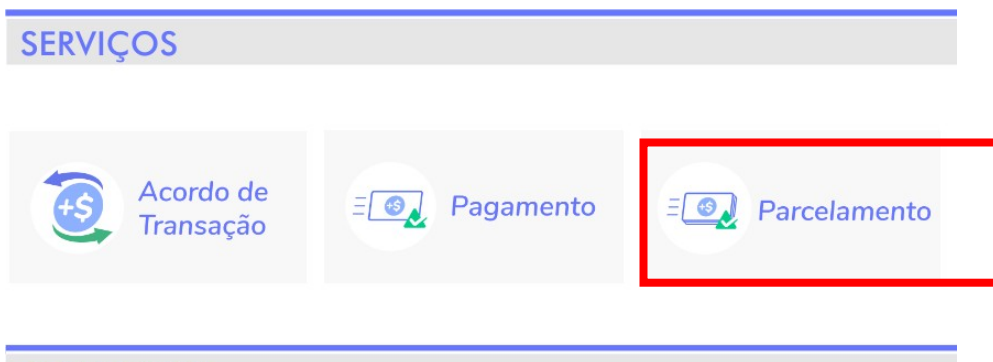 SERVIÇOS
+$ Acordo de
Transação
+$ Pagamento
+$ Parcelamento